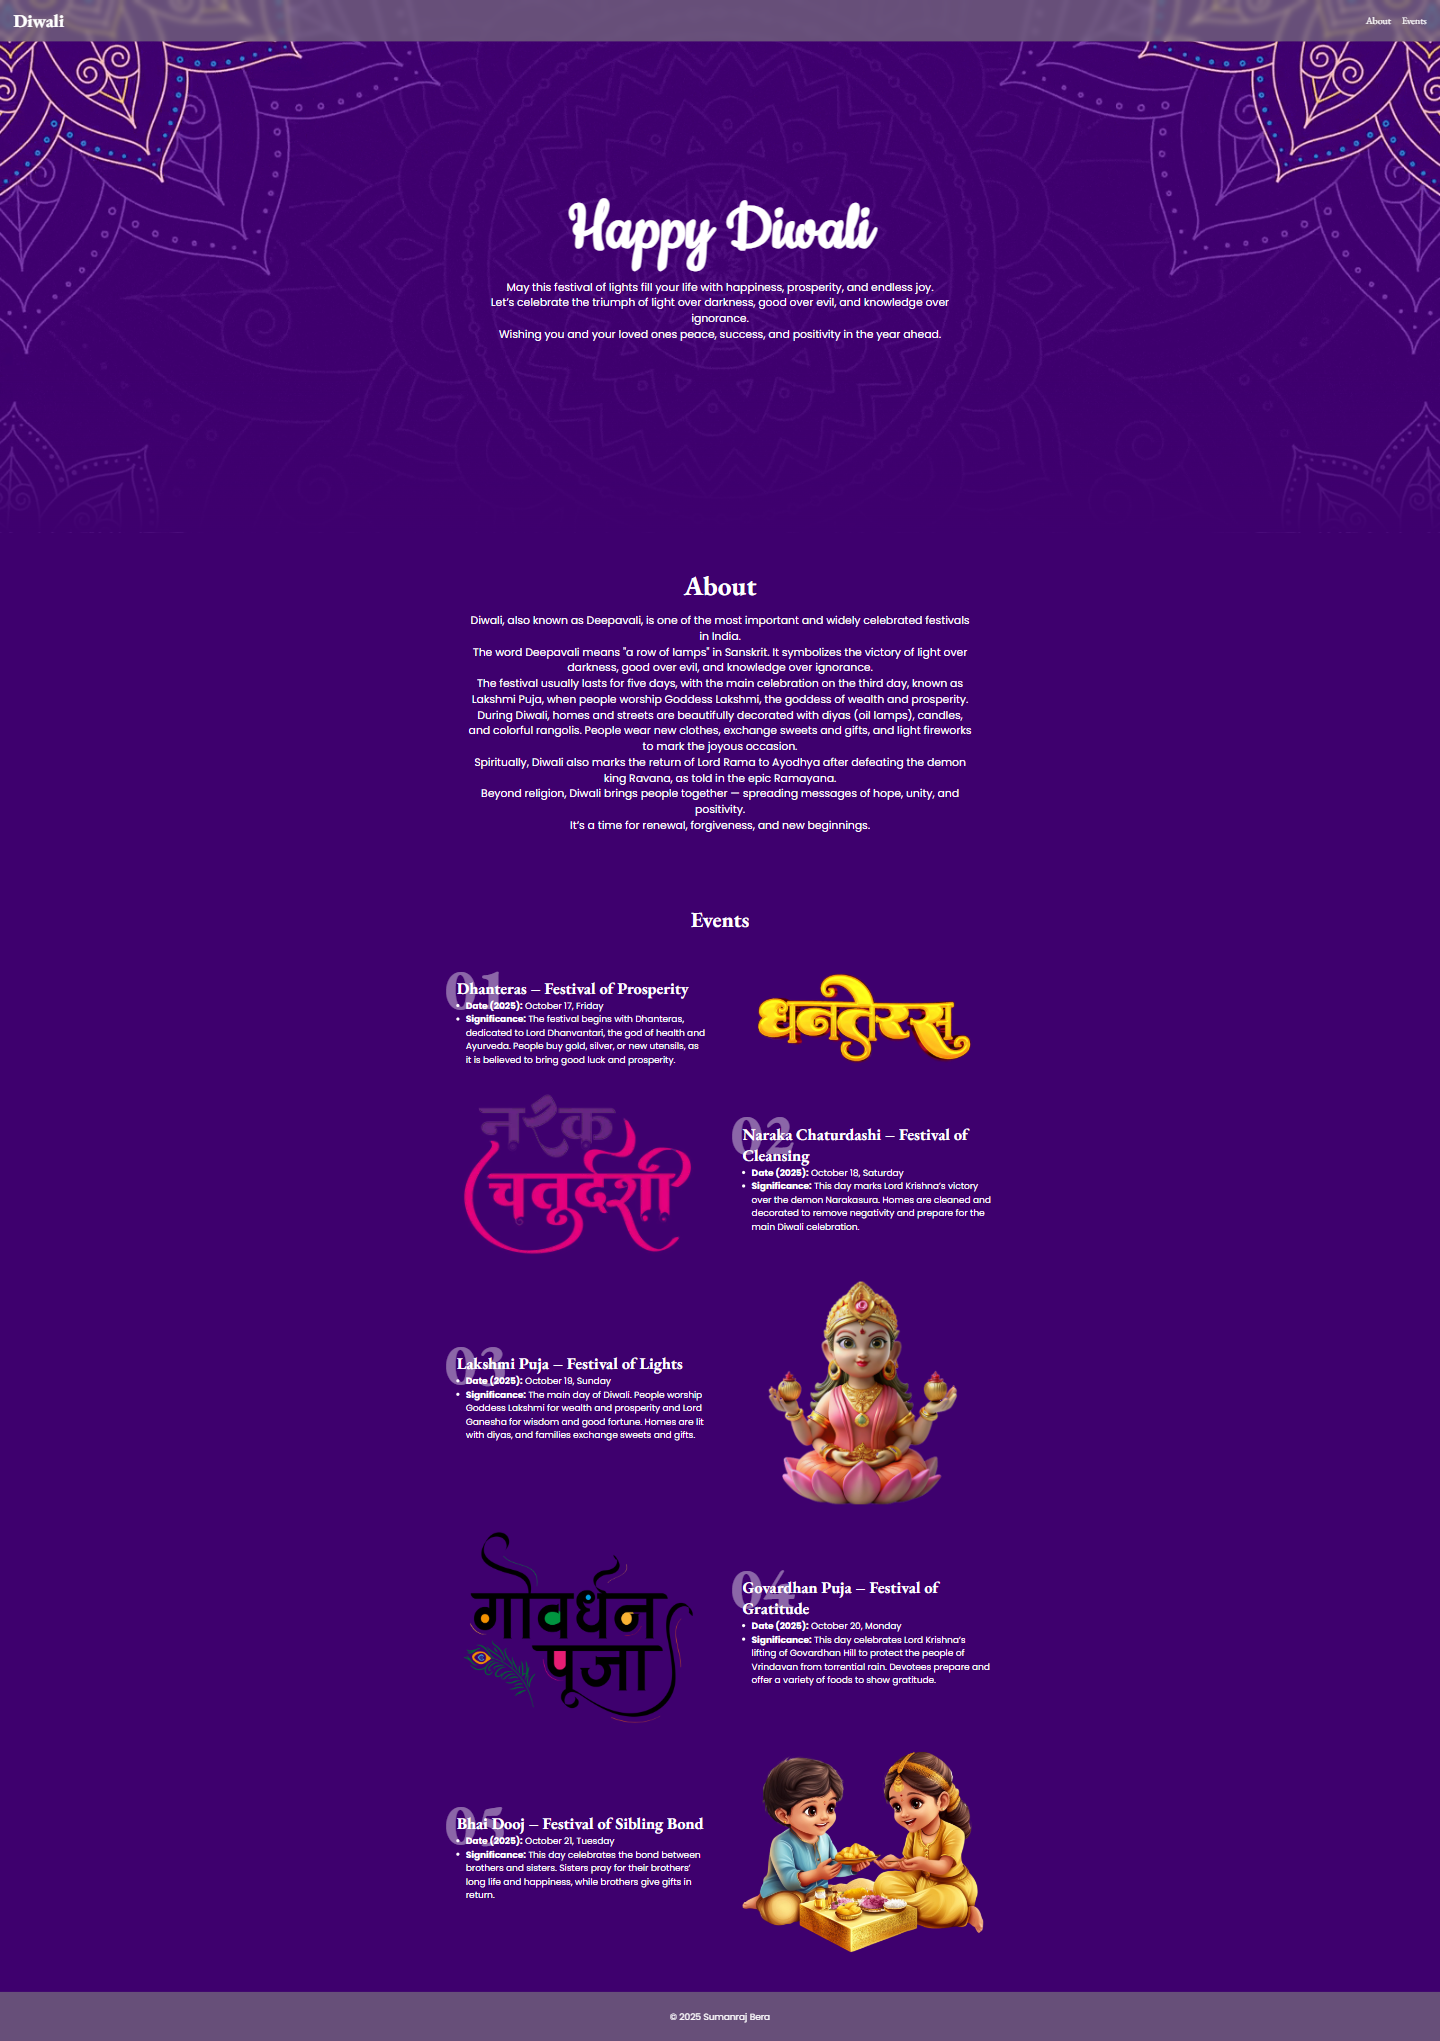 Diwali
About Events
Happy Diwali
May this festival of lights fill your life with happiness, prosperity, and endless joy.
Let's celebrate the triumph of light over darkness, good over evil, and knowledge over
ignorance.
Wishing you and your loved ones peace, success, and positivity in the year ahead.
About
Diwali, also known as Deepavali, is one of the most important and widely celebrated festivals
in India.
The word Deepavali means "a row of lamps" in Sanskrit. It symbolizes the victory of light over
darkness, good over evil, and knowledge over ignorance.
The festival usually lasts for five days, with the main celebration on the third day, known as
Lakshmi Puja, when people worship Goddess Lakshmi, the goddess of wealth and prosperity.
During Diwali, homes and streets are beautifully decorated with diyas (oil lamps), candles,
and colorful rangolis. People wear new clothes, exchange sweets and gifts, and light fireworks
to mark the joyous occasion.
Spiritually, Diwali also marks the return of Lord Rama to Ayodhya after defeating the demon
king Ravana, as told in the epic Ramayana.
Beyond religion, Diwali brings people together — spreading messages of hope, unity, and
positivity.
It's a time for renewal, forgiveness, and new beginnings.
Events
01
Dhanteras – Festival of Prosperity
• Date (2025): October 17, Friday
• Significance: The festival begins with Dhanteras,
dedicated to Lord Dhanvantari, the god of health and
Ayurveda. People buy gold, silver, or new utensils, as
it is believed to bring good luck and prosperity.
धनतेरस
नरक
चतुर्दशी
02
Naraka Chaturdashi – Festival of
Cleansing
• Date (2025): October 18, Saturday
• Significance: This day marks Lord Krishna's victory
over the demon Narakasura. Homes are cleaned and
decorated to remove negativity and prepare for the
main Diwali celebration.
03
Lakshmi Puja – Festival of Lights
• Date (2025): October 19, Sunday
• Significance: The main day of Diwali. People worship
Goddess Lakshmi for wealth and prosperity and Lord
Ganesha for wisdom and good fortune. Homes are lit
with diyas, and families exchange sweets and gifts.
गोवर्धन
पूजा
04
Govardhan Puja – Festival of
Gratitude
• Date (2025): October 20, Monday
• Significance: This day celebrates Lord Krishna's
lifting of Govardhan Hill to protect the people of
Vrindavan from torrential rain. Devotees prepare and
offer a variety of foods to show gratitude.
05
Bhai Dooj – Festival of Sibling Bond
• Date (2025): October 21, Tuesday
• Significance: This day celebrates the bond between
brothers and sisters. Sisters pray for their brothers'
long life and happiness, while brothers give gifts in
return.
© 2025 Sumanraj Bera